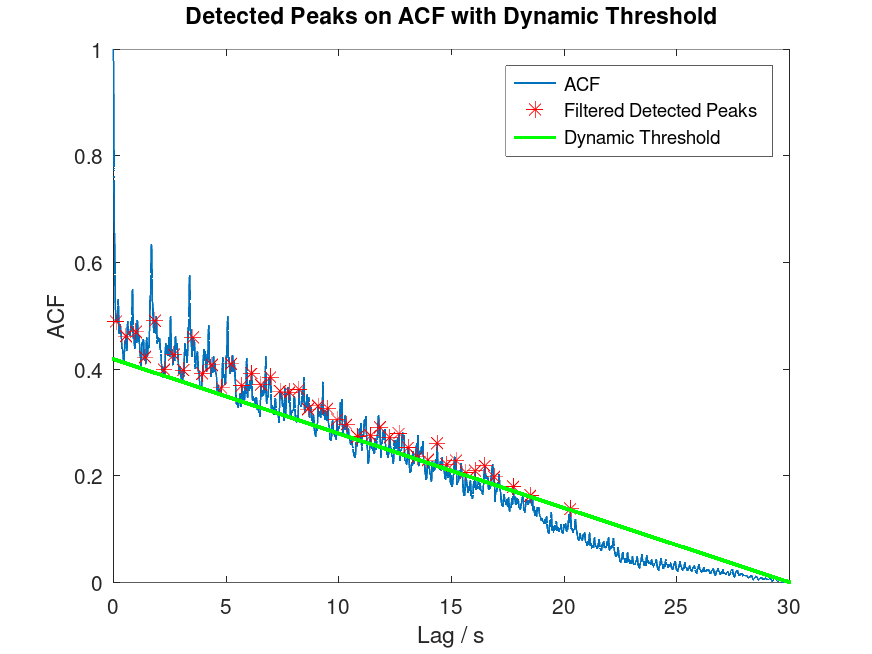 Detected Peaks on ACF with Dynamic Threshold
1
0.8
0.6
0.4
0.2
0
ACF
ACF
Filtered Detected Peaks
Dynamic Threshold
0 5 10 15 20 25 30
Lag / s